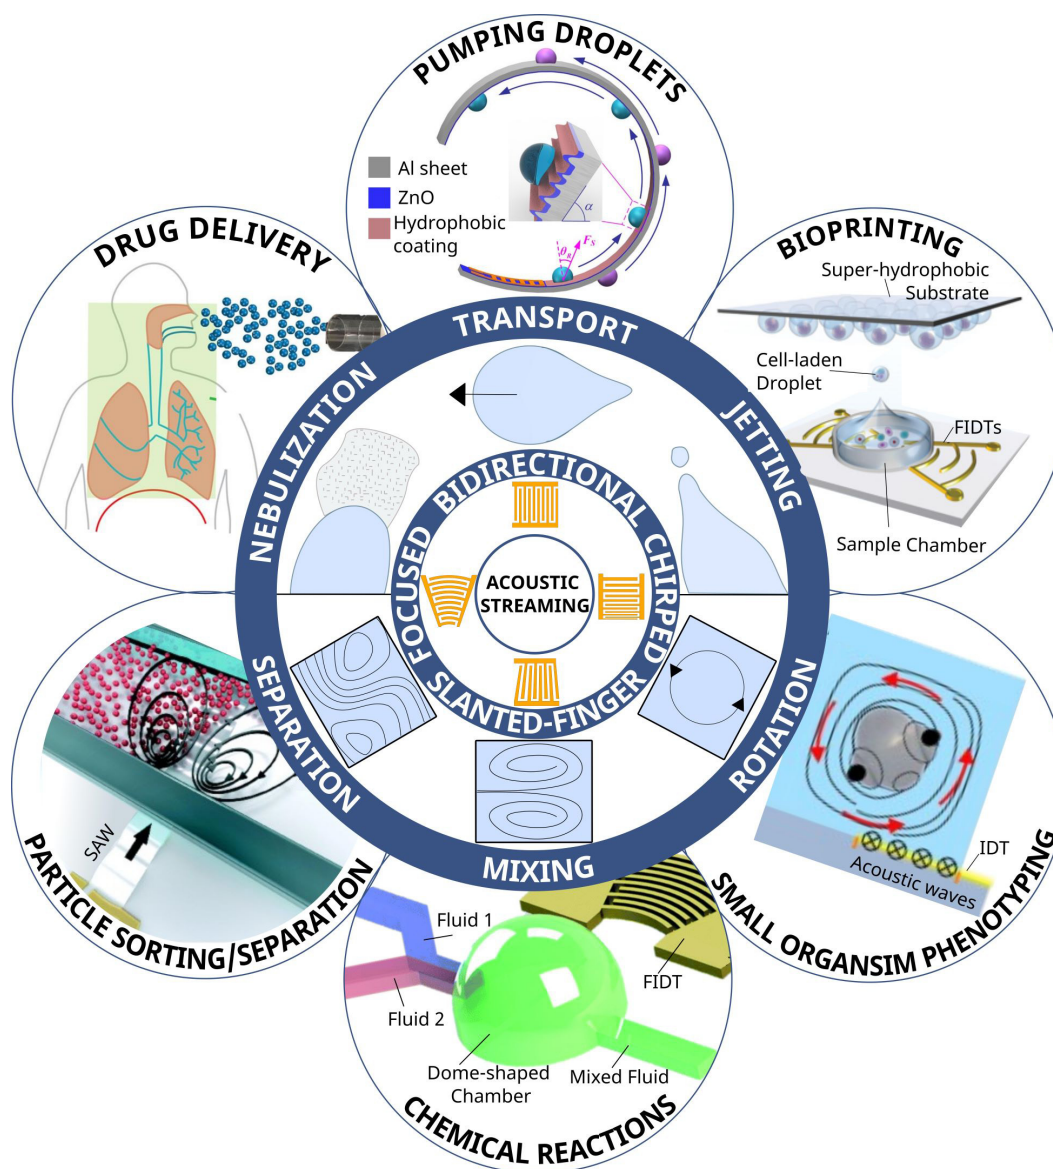 PUMPING DROPLETS
Al sheet
ZnO
Hydrophobic
coating
α
θR
FS
DRUG DELIVERY
BIOPRINTING
Super-hydrophobic
Substrate
Cell-laden
Droplet
FIDTs
Sample Chamber
TRANSPORT
NEBULIZATION
JETTING
BIDIRECTIONAL
FOCUSED
CHIRPED
ACOUSTIC
STREAMING
SLANTED-FINGER
SEPARATION
ROTATION
MIXING
SAW
PARTICLE SORTING/SEPARATION
IDT
Acoustic waves
SMALL ORGANSIM PHENOTYPING
Fluid 1
Fluid 2
FIDT
Dome-shaped
Chamber
Mixed Fluid
CHEMICAL REACTIONS